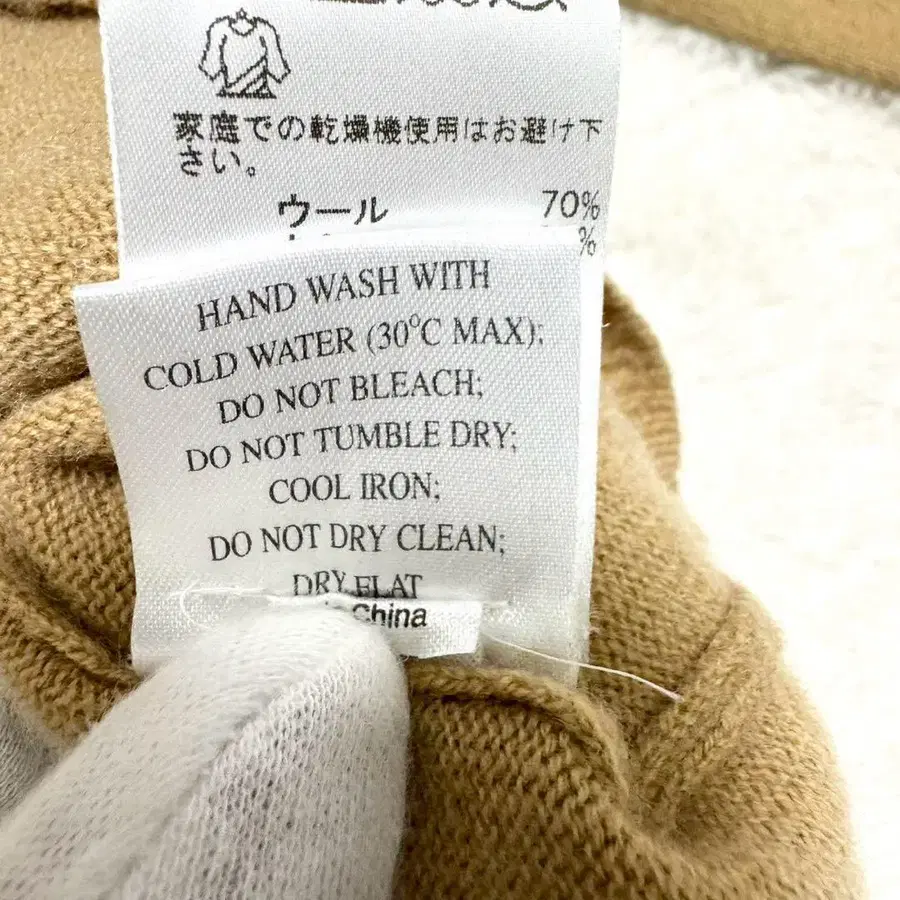 家庭での乾燥機使用はお避け下
さい。
ウール 70%
%
HAND WASH WITH
COLD WATER (30°C MAX);
DO NOT BLEACH;
DO NOT TUMBLE DRY;
COOL IRON;
DO NOT DRY CLEAN;
DRY FLAT
China